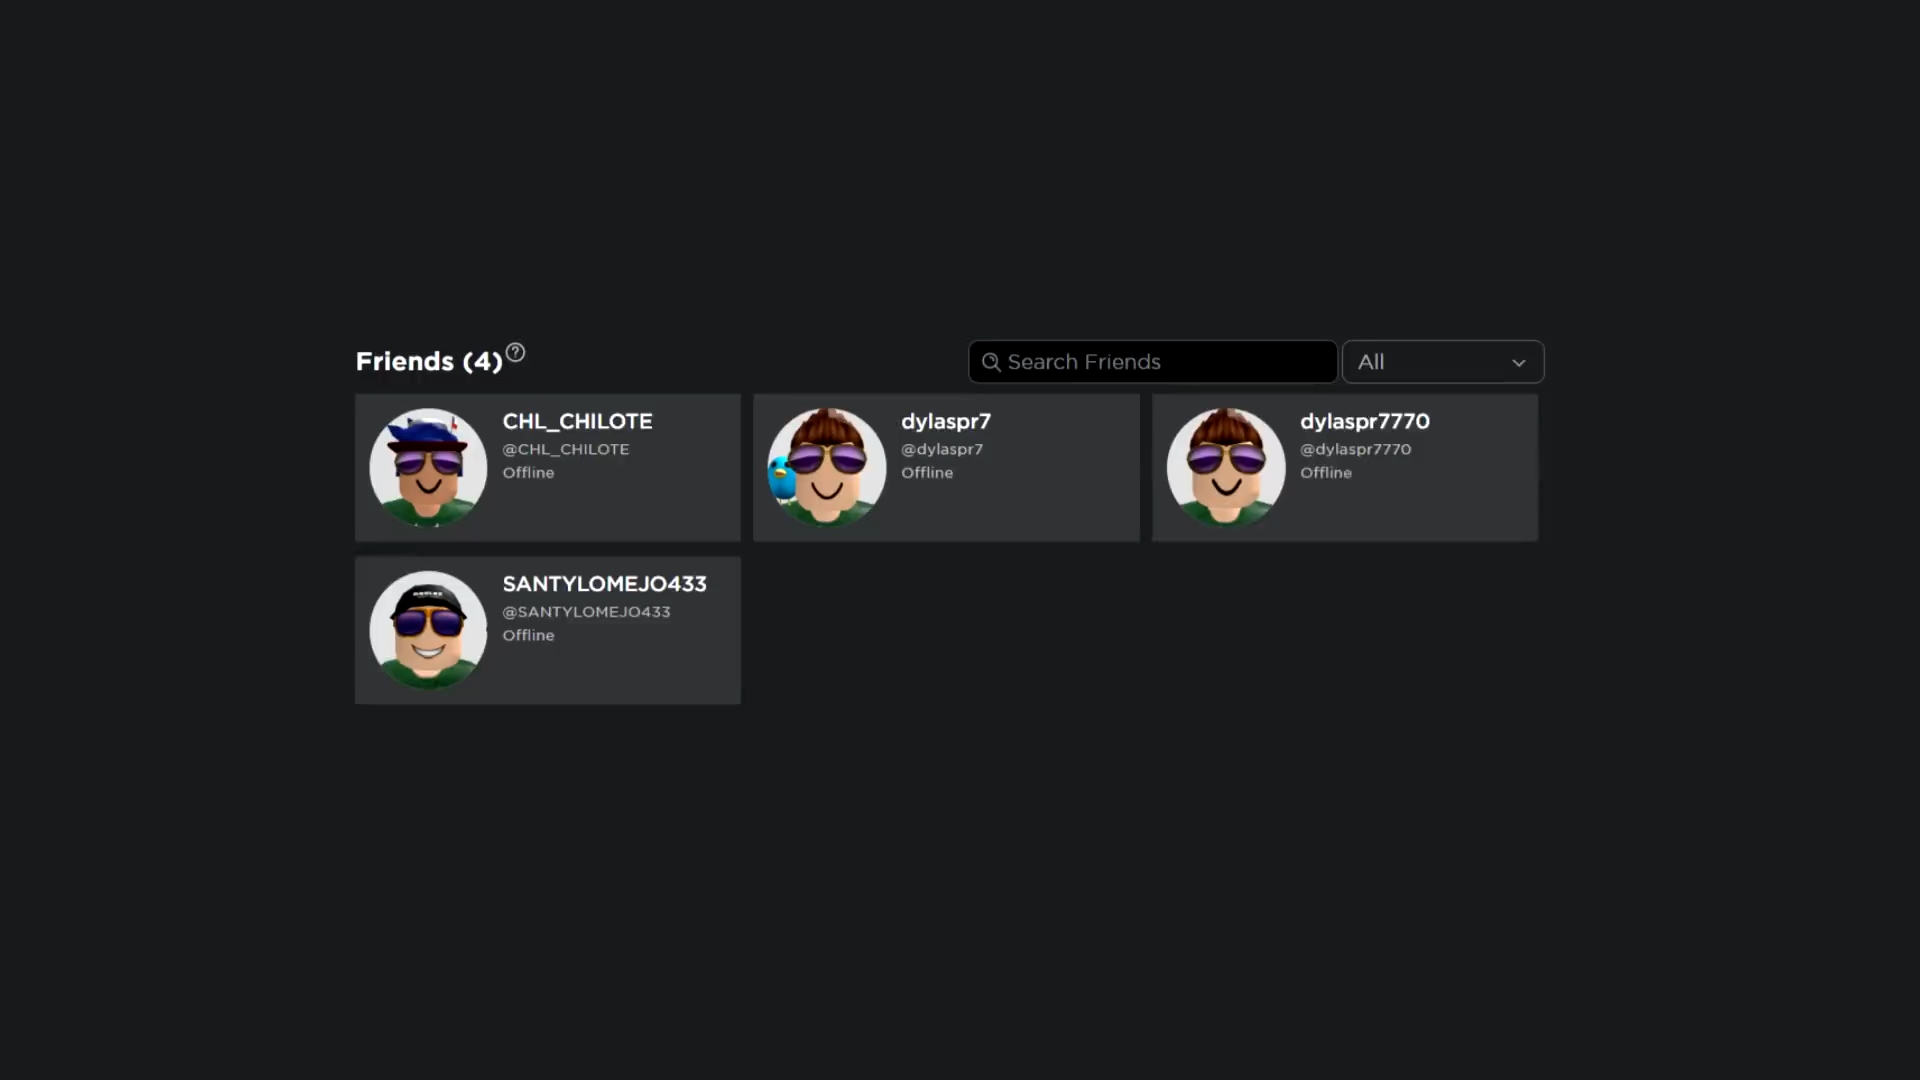 Friends (4)
Search Friends
All
CHL_CHILOTE
@CHL_CHILOTE
Offline
dylaspr7
@dylaspr7
Offline
dylaspr7770
@dylaspr7770
Offline
SANTYLOMEJO433
@SANTYLOMEJO433
Offline